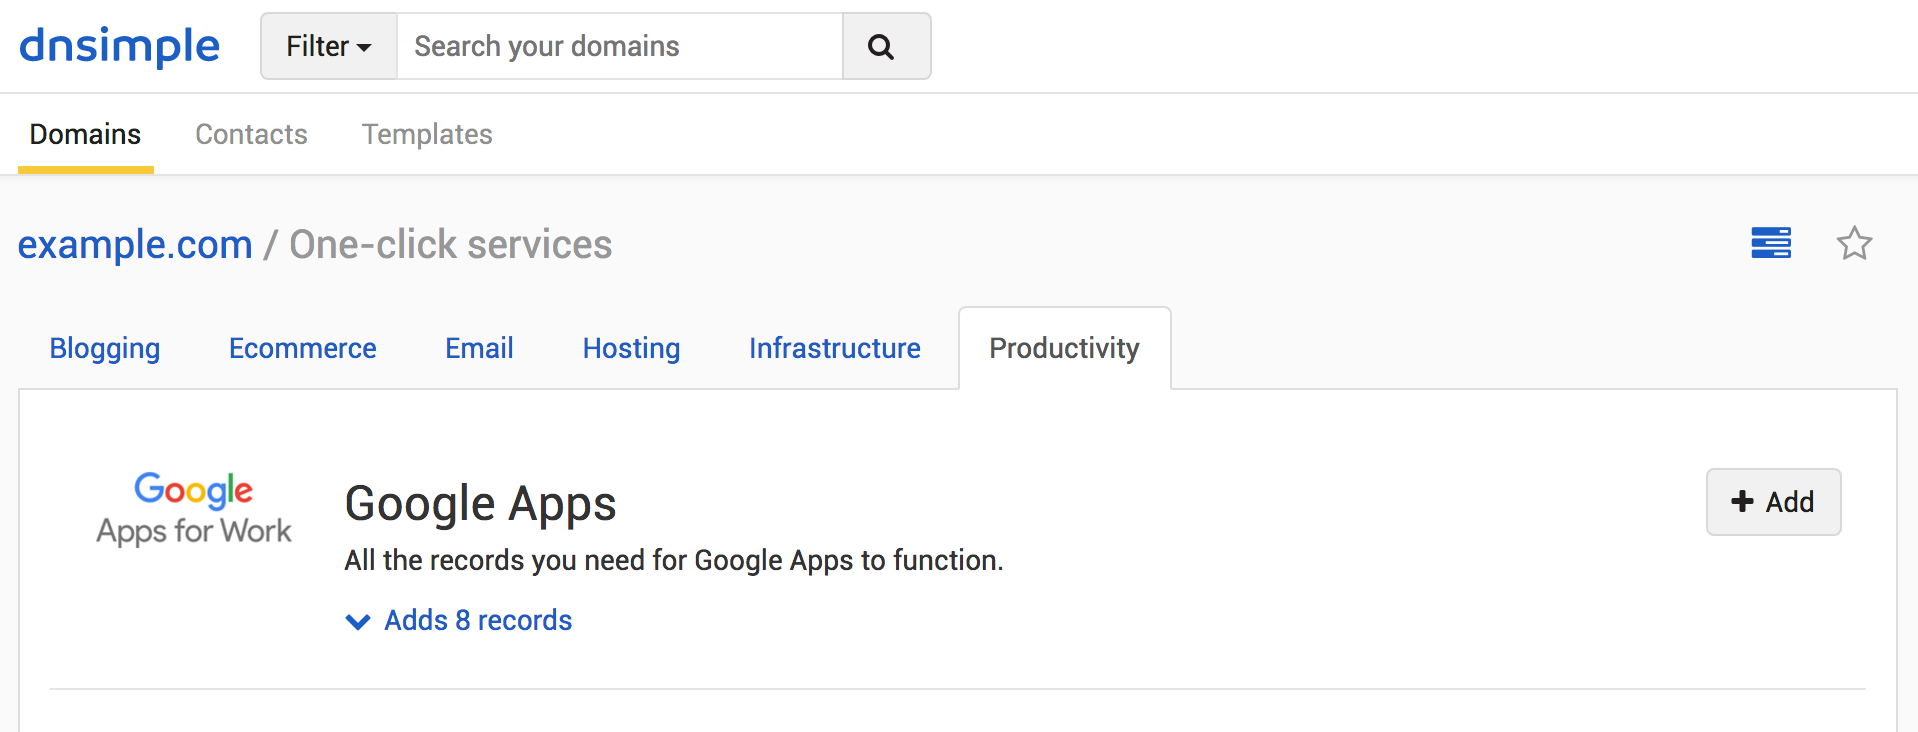 dnsimple
Filter
Search your domains
Domains
Contacts
Templates
example.com / One-click services
Blogging
Ecommerce
Email
Hosting
Infrastructure
Productivity
Google
Apps for Work
Google Apps
All the records you need for Google Apps to function.
Adds 8 records
Add